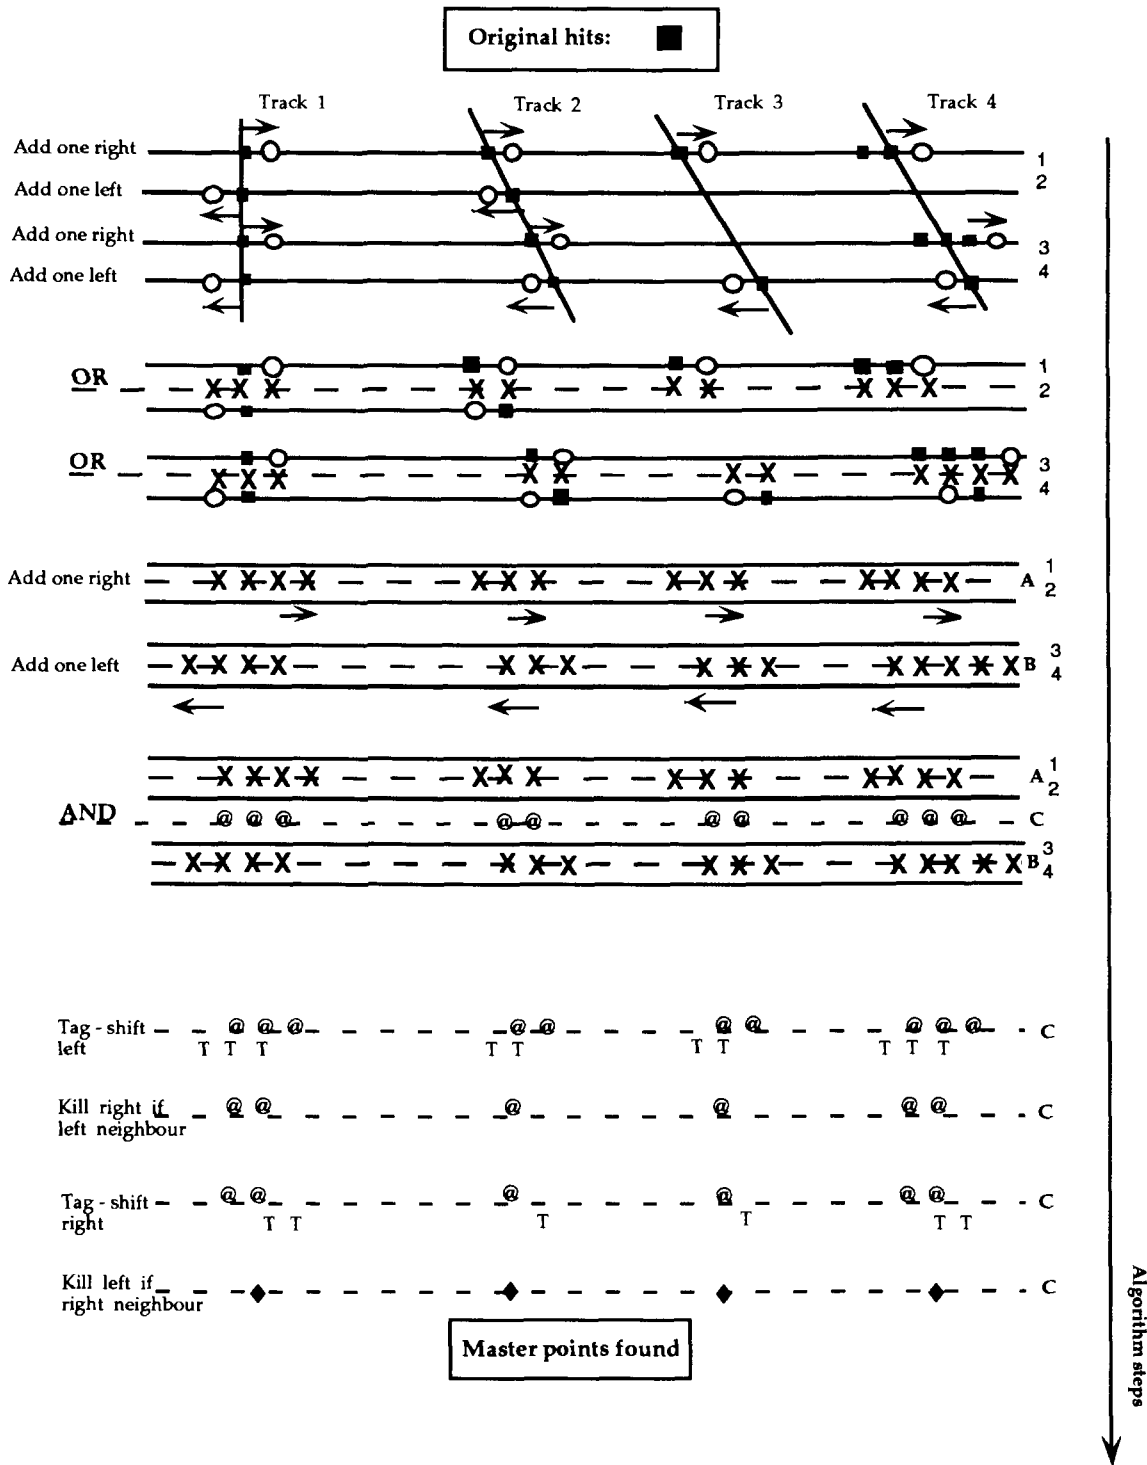 Original hits:
Track 1 Track 2 Track 3 Track 4
Add one right 1
Add one left 2
Add one right 3
Add one left 4
1
OR X X X X X X X X X X 2
3
OR X X X X X X X X X X X
4
1
Add one right X X X X X X X X X X X X X X A
2
3
Add one left X X X X X X X X X X X X X X X B
4
1
X X X X X X X X X X X X X X A
2
AND @ @ @ @ @ @ @ @ @ @ C
3
X X X X X X X X X X X X X X X B
4
Tag - shift @ @ @ @ @ @ @ @ @ @ C
left T T T T T T T T T T
Kill right if @ @ @ @ @ @ C
left neighbour
Tag - shift @ @ @ @ @ @ C
right T T T T T T
Kill left if C
right neighbour
Master points found
Algorithm steps